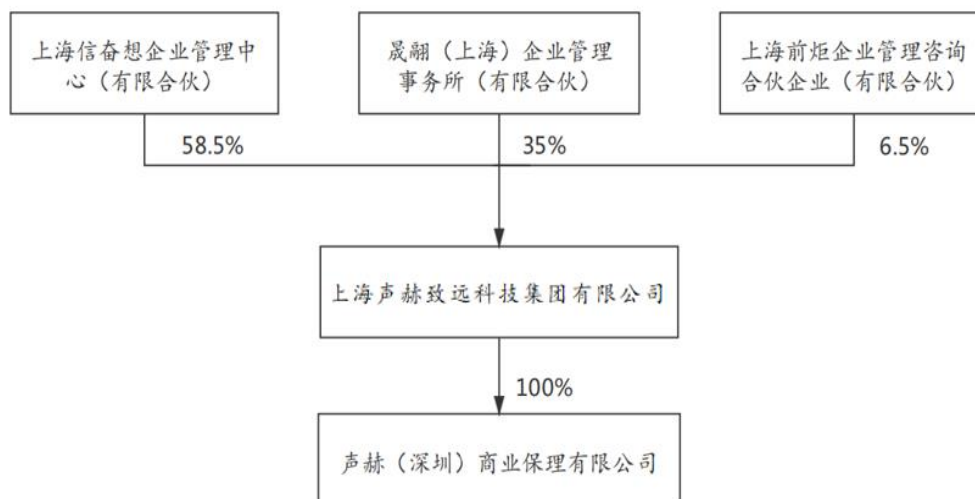 上海信奋想企业管理中
心（有限合伙）
晟翮（上海）企业管理
事务所（有限合伙）
上海前炬企业管理咨询
合伙企业（有限合伙）
58.5%
35%
6.5%
上海声赫致远科技集团有限公司
100%
声赫（深圳）商业保理有限公司